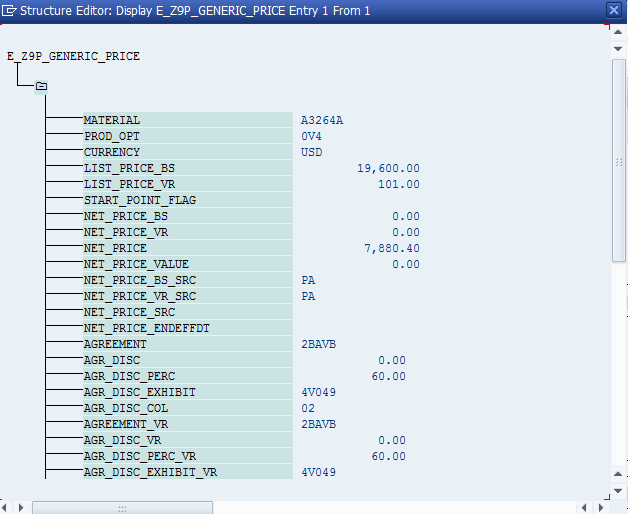 Structure Editor: Display E_Z9P_GENERIC_PRICE Entry 1 From 1
E_Z9P_GENERIC_PRICE
MATERIAL A3264A
PROD_OPT 0V4
CURRENCY USD
LIST_PRICE_BS 19,600.00
LIST_PRICE_VR 101.00
START_POINT_FLAG
NET_PRICE_BS 0.00
NET_PRICE_VR 0.00
NET_PRICE 7,880.40
NET_PRICE_VALUE 0.00
NET_PRICE_BS_SRC PA
NET_PRICE_VR_SRC PA
NET_PRICE_SRC
NET_PRICE_ENDEFFDT
AGREEMENT 2BAVB
AGR_DISC 0.00
AGR_DISC_PERC 60.00
AGR_DISC_EXHIBIT 4V049
AGR_DISC_COL 02
AGREEMENT_VR 2BAVB
AGR_DISC_VR 0.00
AGR_DISC_PERC_VR 60.00
AGR_DISC_EXHIBIT_VR 4V049